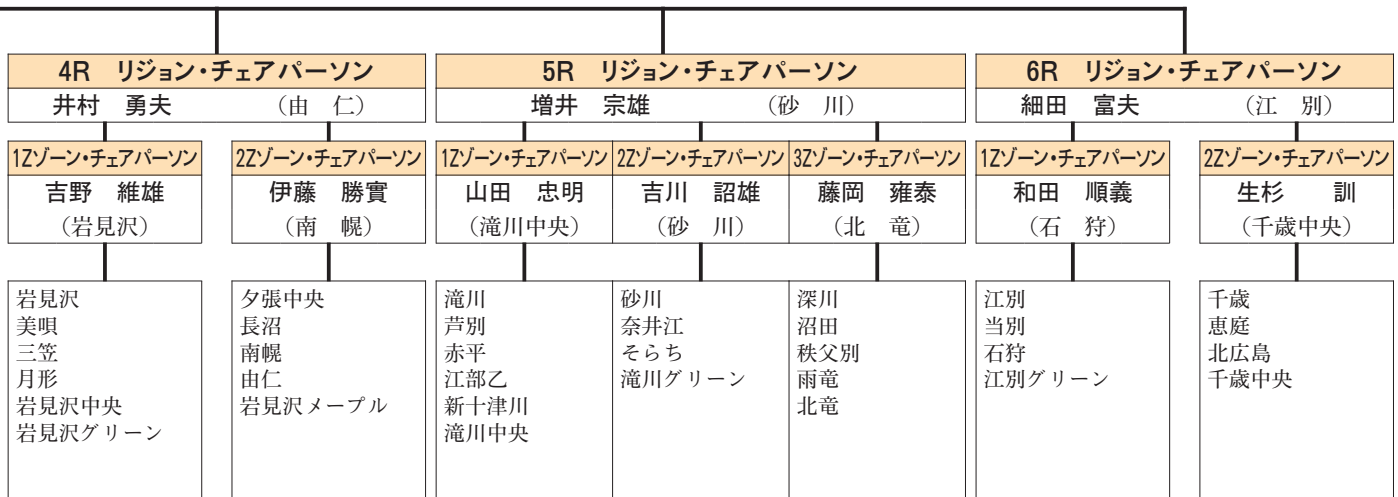 4R リジョン・チェアパーソン
井村 勇夫 (由 仁)
1Zゾーン・チェアパーソン
吉野 維雄
(岩見沢)
岩見沢
美唄
三笠
月形
岩見沢中央
岩見沢グリーン
2Zゾーン・チェアパーソン
伊藤 勝實
(南 幌)
夕張中央
長沼
南幌
由仁
岩見沢メープル
5R リジョン・チェアパーソン
増井 宗雄 (砂 川)
1Zゾーン・チェアパーソン
山田 忠明
(滝川中央)
滝川
芦別
赤平
江部乙
新十津川
滝川中央
2Zゾーン・チェアパーソン
吉川 詔雄
(砂 川)
砂川
奈井江
そらち
滝川グリーン
3Zゾーン・チェアパーソン
藤岡 雍泰
(北 竜)
深川
沼田
秩父別
雨竜
北竜
6R リジョン・チェアパーソン
細田 富夫 (江 別)
1Zゾーン・チェアパーソン
和田 順義
(石 狩)
江別
当別
石狩
江別グリーン
2Zゾーン・チェアパーソン
生杉 訓
(千歳中央)
千歳
恵庭
北広島
千歳中央